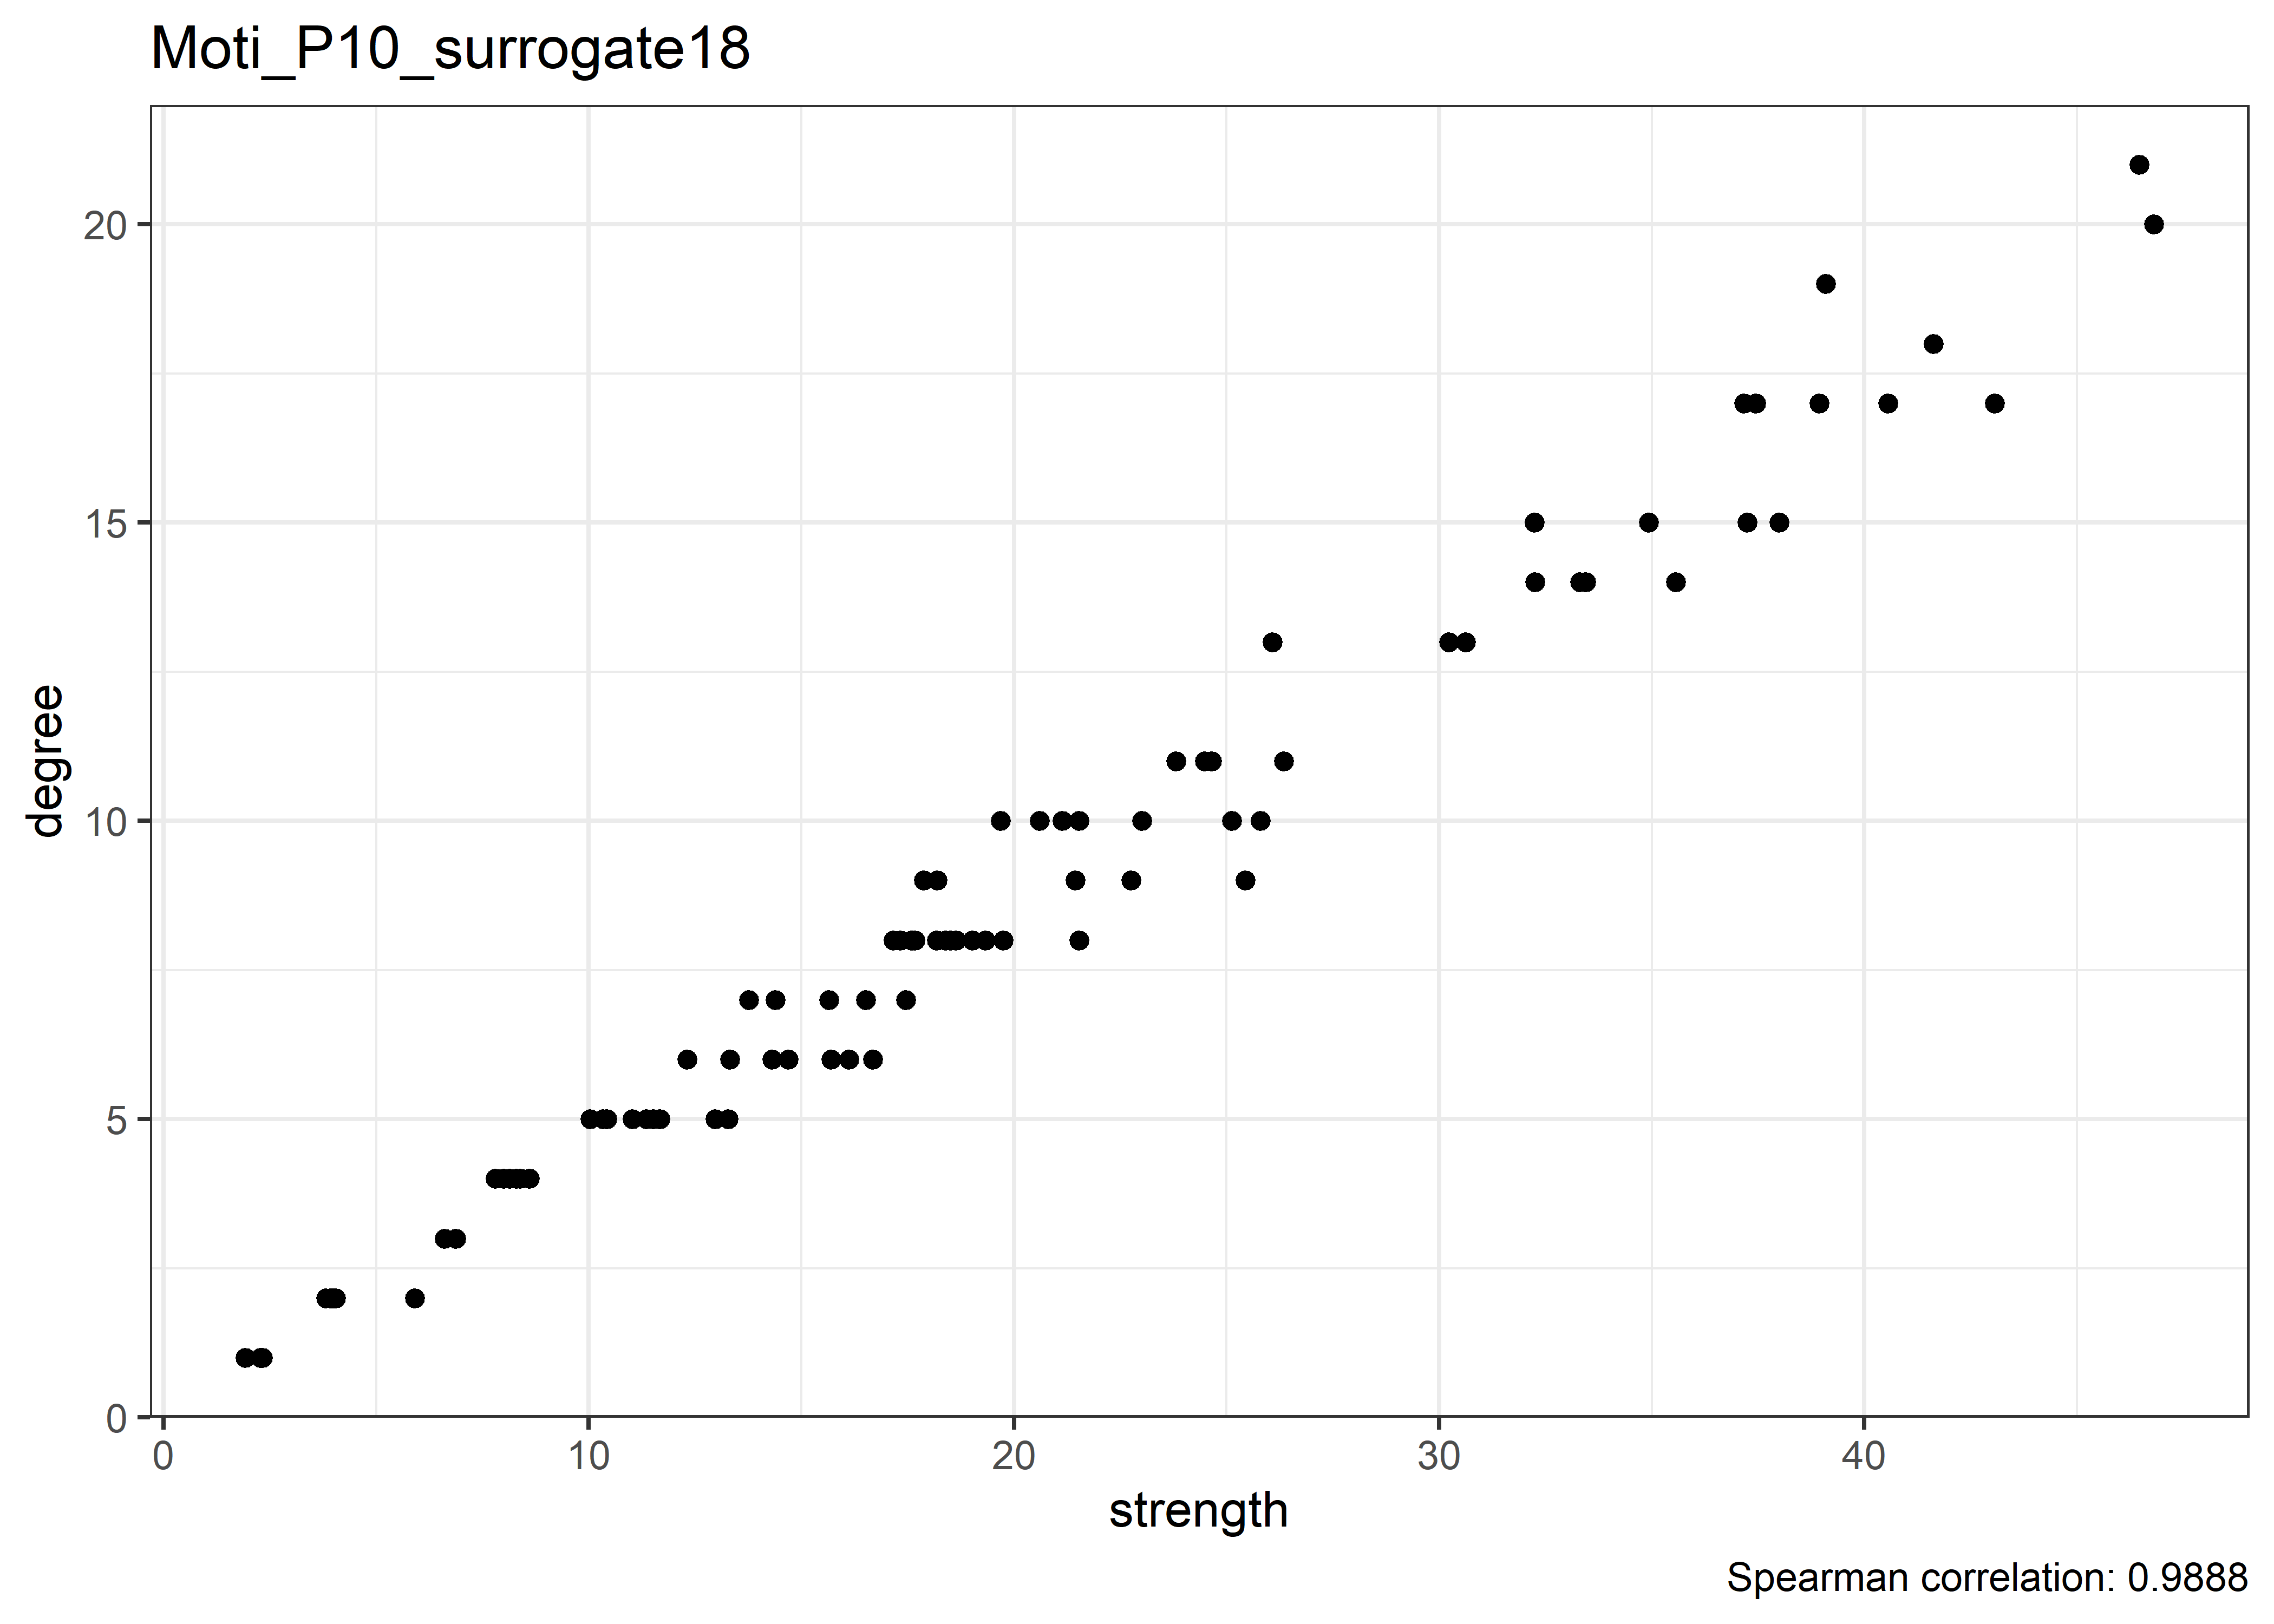 Moti_P10_surrogate18
degree
20
15
10
5
0
0 10 20 30 40
strength
Spearman correlation: 0.9888